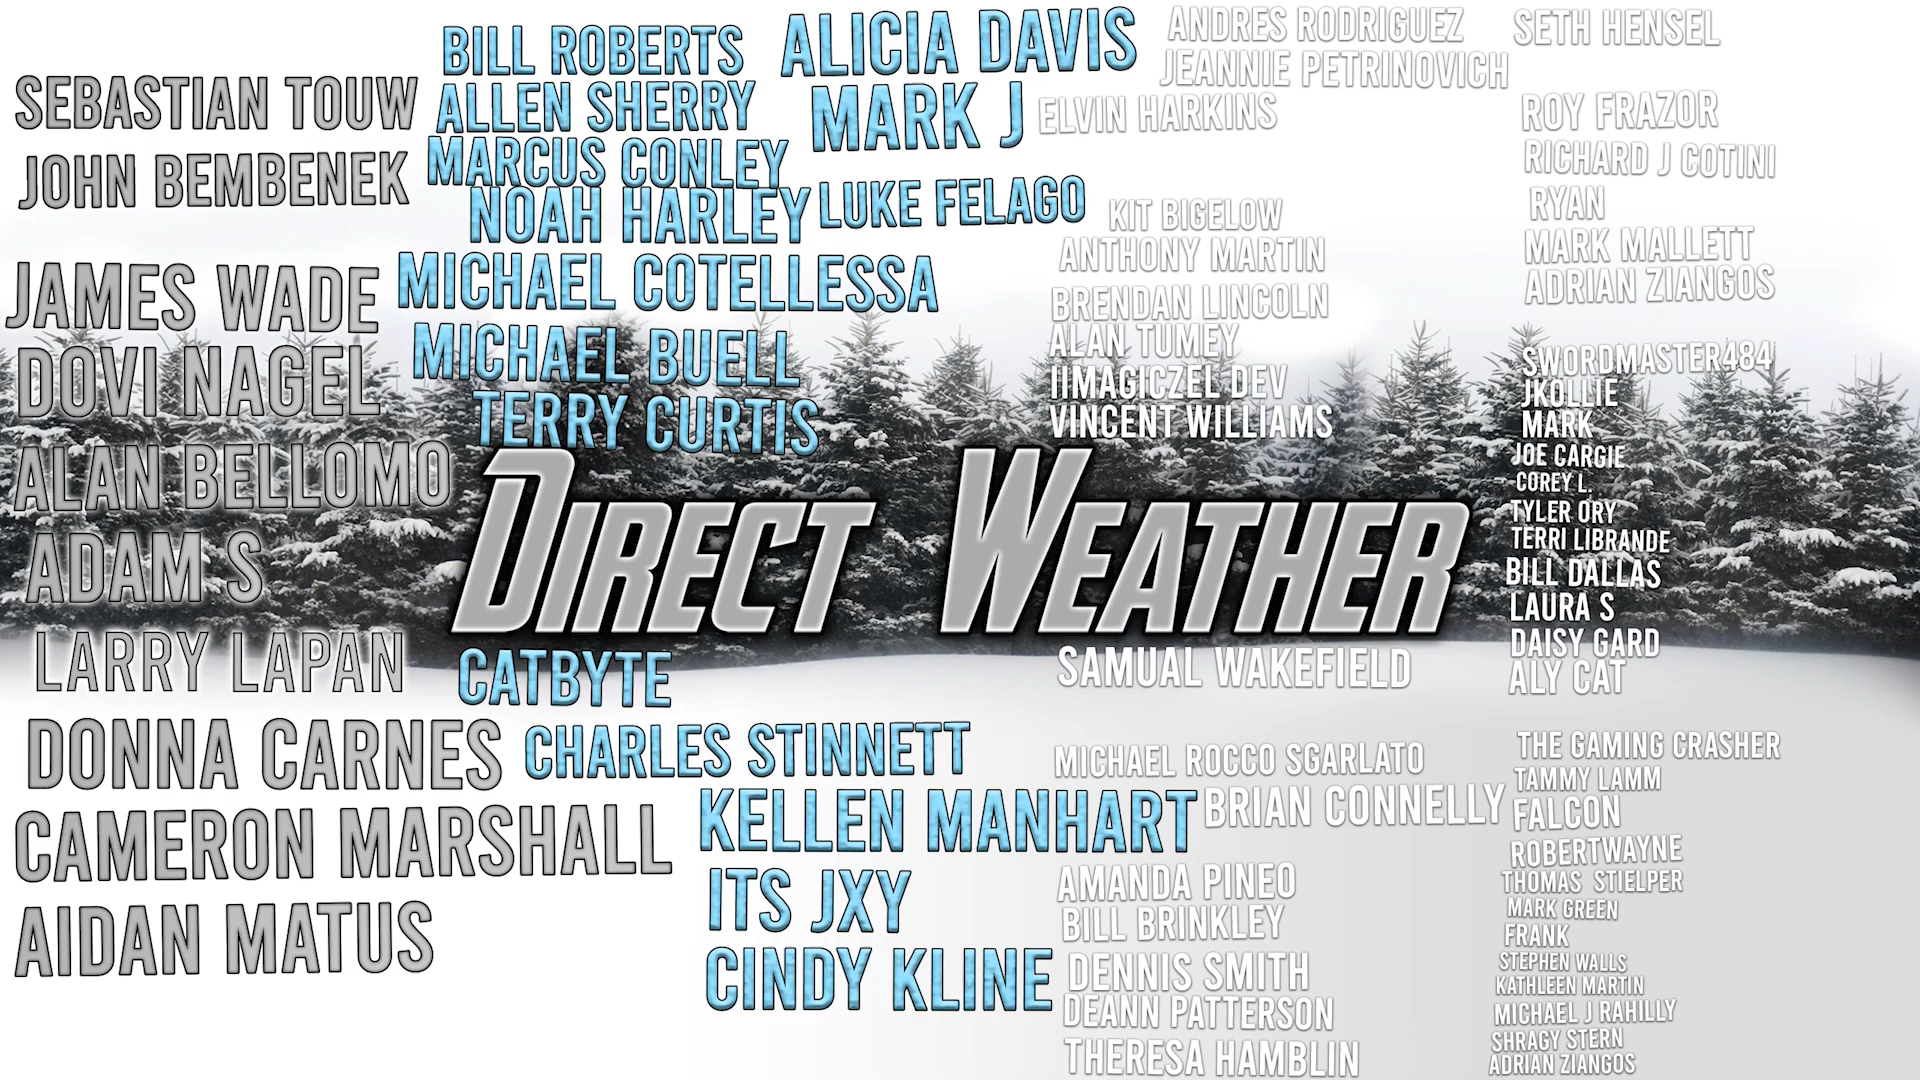 SEBASTIAN TOUW
JOHN BEMBENEK
JAMES WADE
DOVI NAGEL
ALAN BELLOMO
ADAM S
LARRY LAPAN
DONNA CARNES
CAMERON MARSHALL
AIDAN MATUS
BILL ROBERTS
ALLEN SHERRY
MARCUS CONLEY
NOAH HARLEY
MICHAEL COTELLESSA
MICHAEL BUELL
TERRY CURTIS
ALICIA DAVIS
MARK J
LUKE FELAGO
DIRECT WEATHER
CATBYTE
CHARLES STINNETT
KELLEN MANHART
ITS JXY
CINDY KLINE
ANDRES RODRIGUEZ
JEANNIE PETRINOVICH
ELVIN HARKINS
KIT BIGELOW
ANTHONY MARTIN
BRENDAN LINCOLN
ALAN TUMEY
IIMAGICZEL DEV
VINCENT WILLIAMS
SAMUAL WAKEFIELD
MICHAEL ROCCO SGARLATO
BRIAN CONNELLY
AMANDA PINEO
BILL BRINKLEY
DENNIS SMITH
DEANN PATTERSON
THERESA HAMBLIN
SETH HENSEL
ROY FRAZOR
RICHARD J COTINI
RYAN
MARK MALLETT
ADRIAN ZIANGOS
SWORDMASTER484
JKOLLIE
MARK
JOE CARGIE
COREY L.
TYLER ORY
TERRI LIBRANDE
BILL DALLAS
LAURA S
DAISY GARD
ALY CAT
THE GAMING CRASHER
TAMMY LAMM
FALCON
ROBERTWAYNE
THOMAS STIELPER
MARK GREEN
FRANK
STEPHEN WALLS
KATHLEEN MARTIN
MICHAEL J RAHILLY
SHRAGY STERN
ADRIAN ZIANGOS